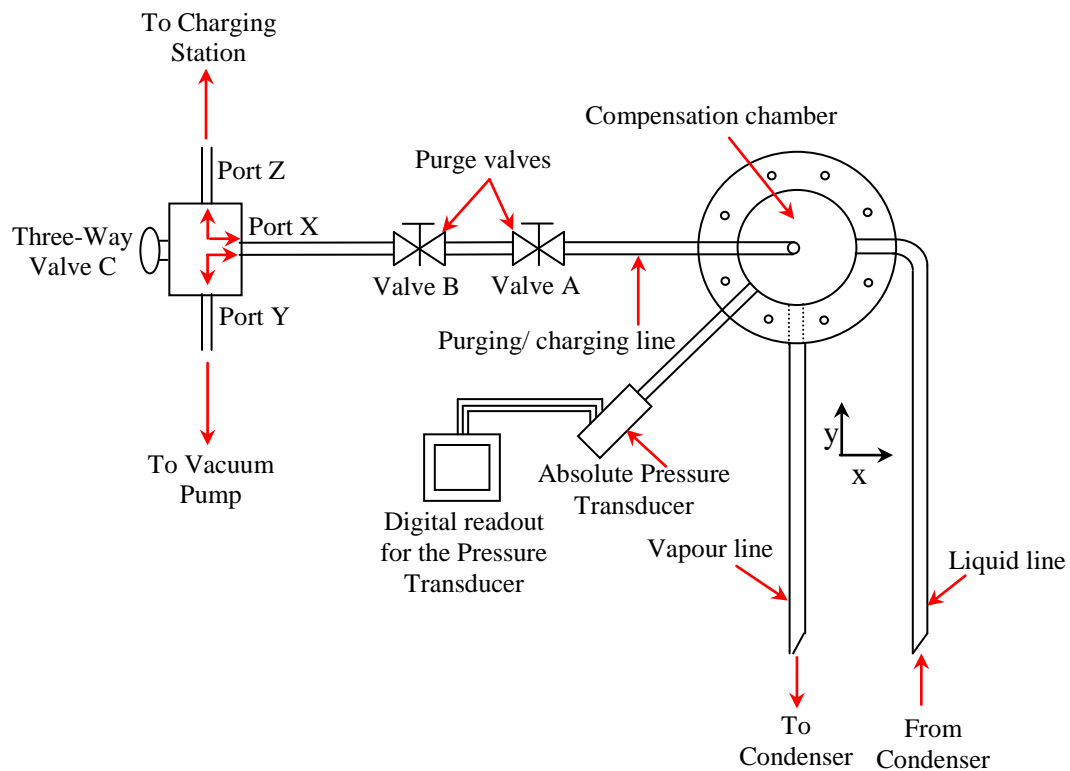 To Charging
Station
Compensation chamber
Purge valves
Port Z
Port X
Three-Way
Valve C
Valve B
Valve A
Port Y
Purging/ charging line
To Vacuum
Pump
y
x
Absolute Pressure
Transducer
Digital readout
for the Pressure
Transducer
Vapour line
Liquid line
To
Condenser
From
Condenser